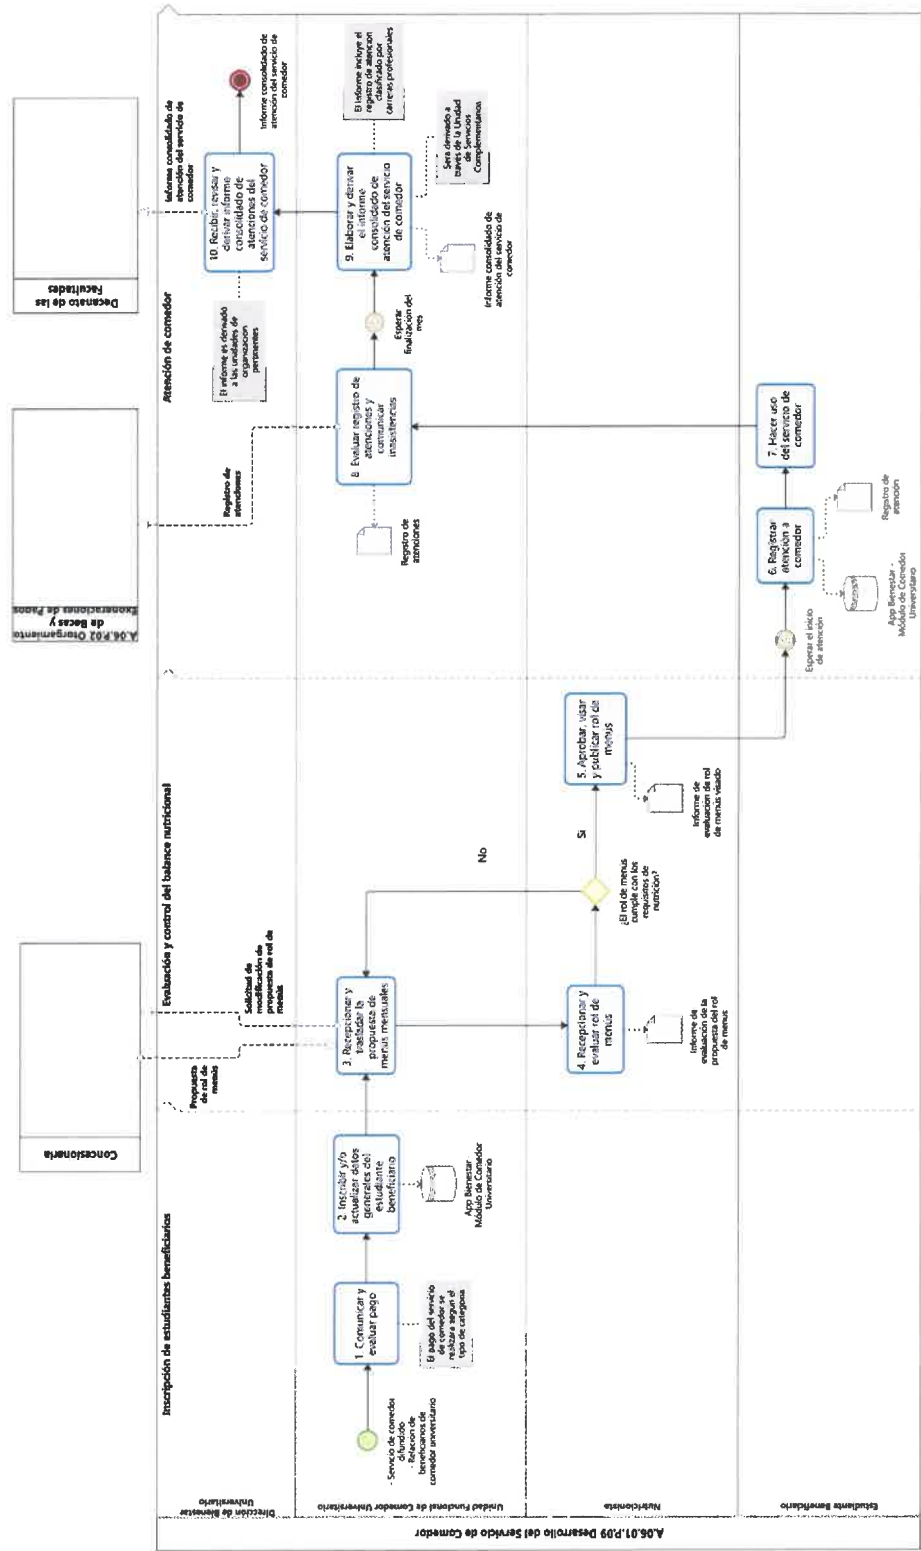 A.06.01.P.09 Desarrollo del Servicio de Comedor
Dirección de Bienestar
Universitario
Unidad Funcional de Comedor Universitario
Nutricionista
Estudiante Beneficiario
Concesionaria
A.06.P.02 Otorgamiento
de Becas y
Exoneraciones de Pagos
Decanato de las
Facultades
Inscripción de estudiantes beneficiarios
Evaluación y control del balance nutricional
Atención de comedor
- Servicio de comedor
difundido
- Relación de
beneficiarios de
comedor universitario
1. Comunicar y
evaluar pago
El pago del servicio
de comedor se
realizara segun el
tipo de categoria
2. Inscribir y/o
actualizar datos
generales del
estudiante
beneficiario
App Bienestar
Módulo de Comedor
Universitario
Propuesta
de rol de
menús
Solicitud de
modificación de
propuesta de rol de
menús
3. Recepcionar y
trasladar la
propuesta de
menus mensuales
4. Recepcionar y
evaluar rol de
menús
Informe de
evaluación de la
propuesta del rol
de menus
¿El rol de menus
cumple con los
requisitos de
nutrición?
No
Si
5. Aprobar, visar
y publicar rol de
menus
Informe de
evaluación de rol
de menus visado
Esperar el inicio
de atención
6. Registrar
atención a
comedor
App Bienestar -
Módulo de Comedor
Universitario
Registro de
atención
7. Hacer uso
del servicio de
comedor
Registro de
atenciones
8. Evaluar registro de
atenciones y
comunicar
inasistencias
Registro de
atenciones
Esperar
finalización del
mes
9. Elaborar y derivar
el informe
consolidado de
atención del servicio
de comedor
Informe consolidado de
atención del servicio de
comedor
Sera derivado a
través de la Unidad
de Servicios
Complementarios
El informe incluye el
registro de atencion
clasificado por
carreras profesionales
El informe es derivado
a las unidades de
organización
pertinentes
10. Recibir, revisar y
derivar informe
consolidado de
atenciones del
servicio de comedor
Informe consolidado de
atención del servicio de
comedor
Informe consolidado de
atención del servicio de
comedor